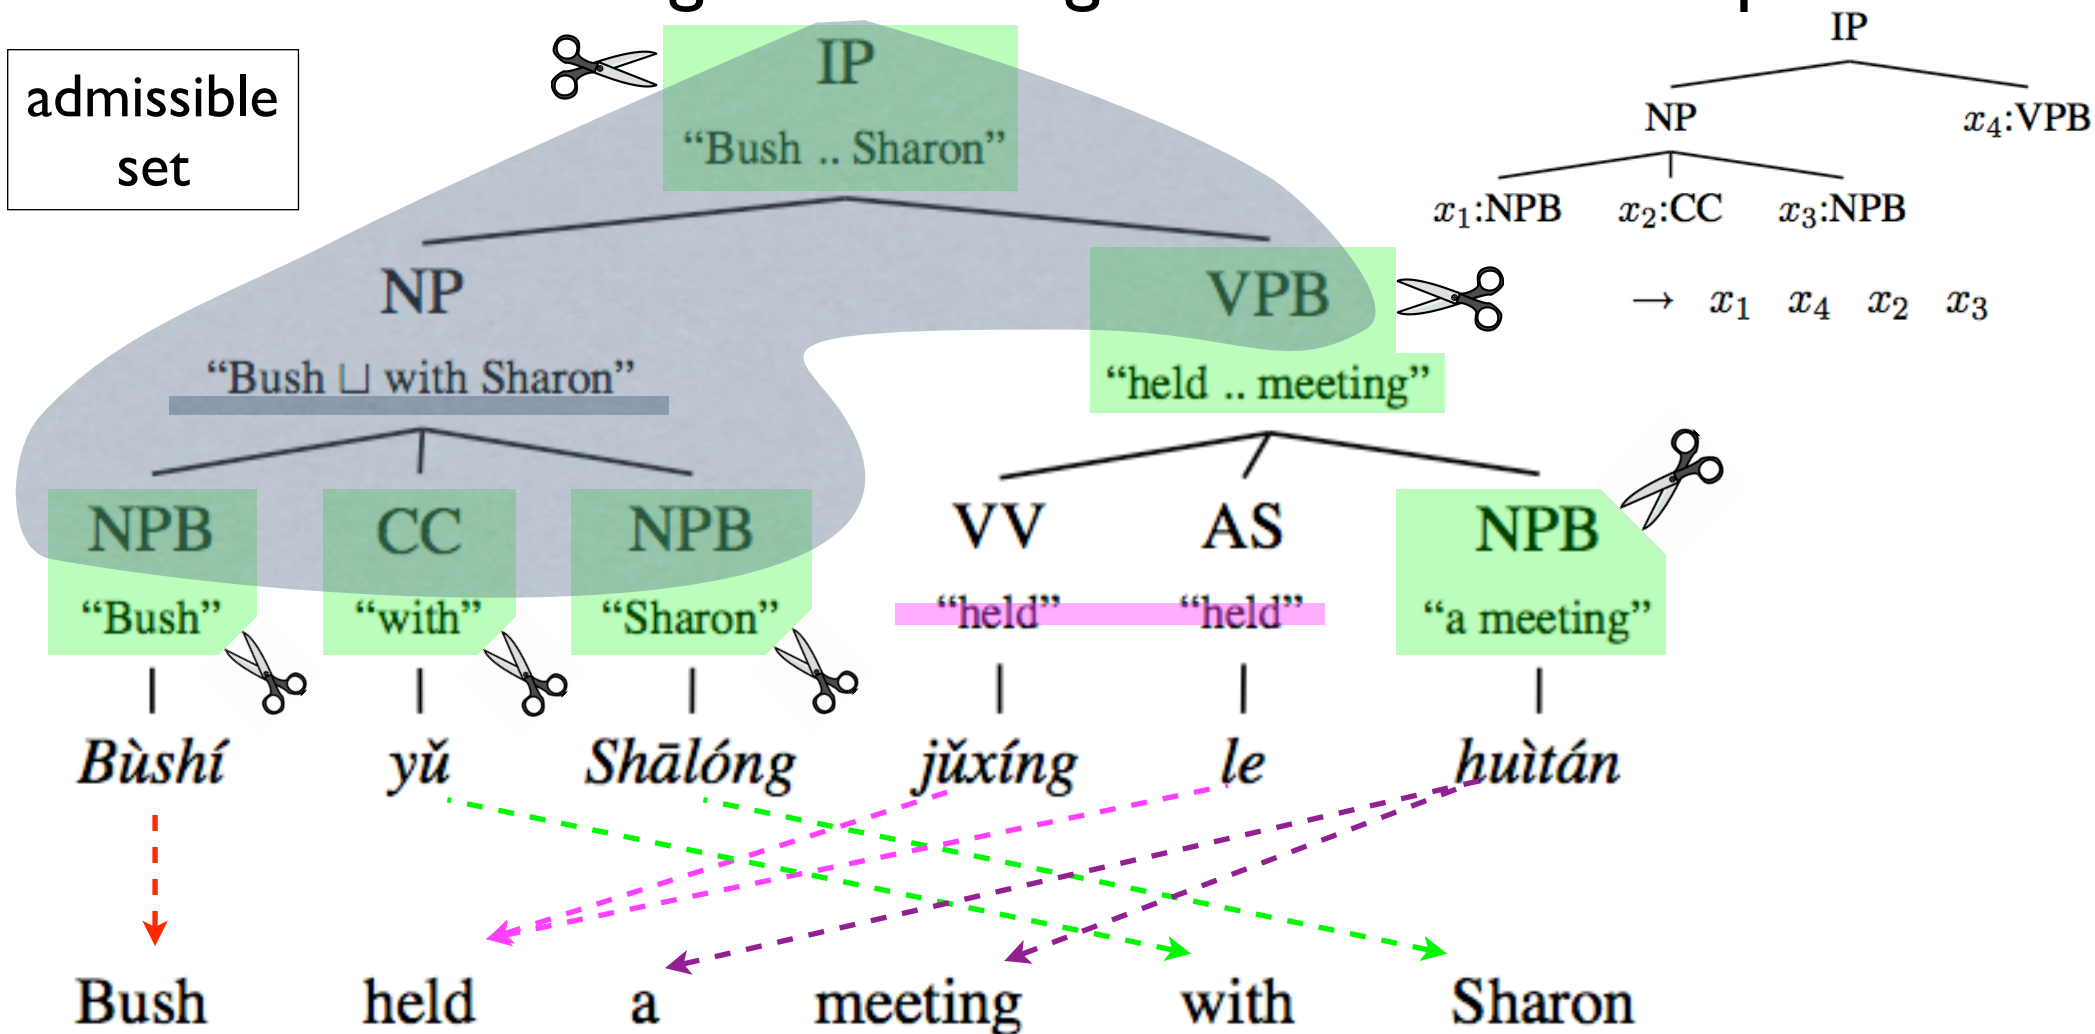 admissible
set
IP
“Bush .. Sharon”
NP
VPB
“Bush ⊔ with Sharon”
“held .. meeting”
NPB CC NPB VV AS NPB
“Bush” “with” “Sharon” “held” “held” “a meeting”
Bùshí yǔ Shālóng jǔxíng le huìtán
Bush held a meeting with Sharon
IP
NP x₄:VPB
x₁:NPB x₂:CC x₃:NPB
→ x₁ x₄ x₂ x₃